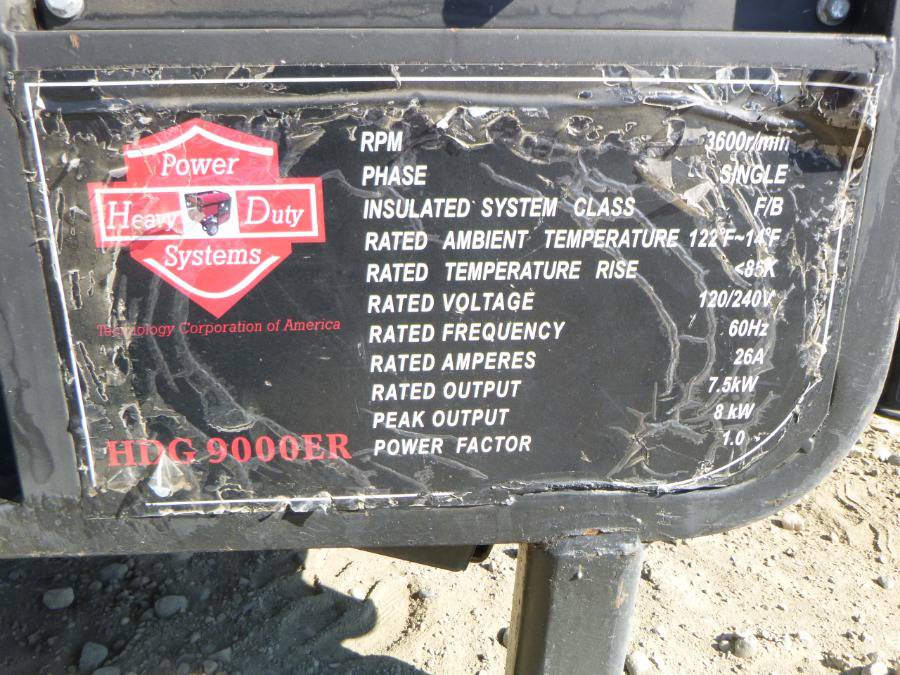 Power
Heavy Duty
Systems
Technology Corporation of America
HDG 9000ER
RPM 3600r/min
PHASE SINGLE
INSULATED SYSTEM CLASS F/B
RATED AMBIENT TEMPERATURE 122°F~14°F
RATED TEMPERATURE RISE <85K
RATED VOLTAGE 120/240V
RATED FREQUENCY 60Hz
RATED AMPERES 26A
RATED OUTPUT 7.5kW
PEAK OUTPUT 8 kW
POWER FACTOR 1.0